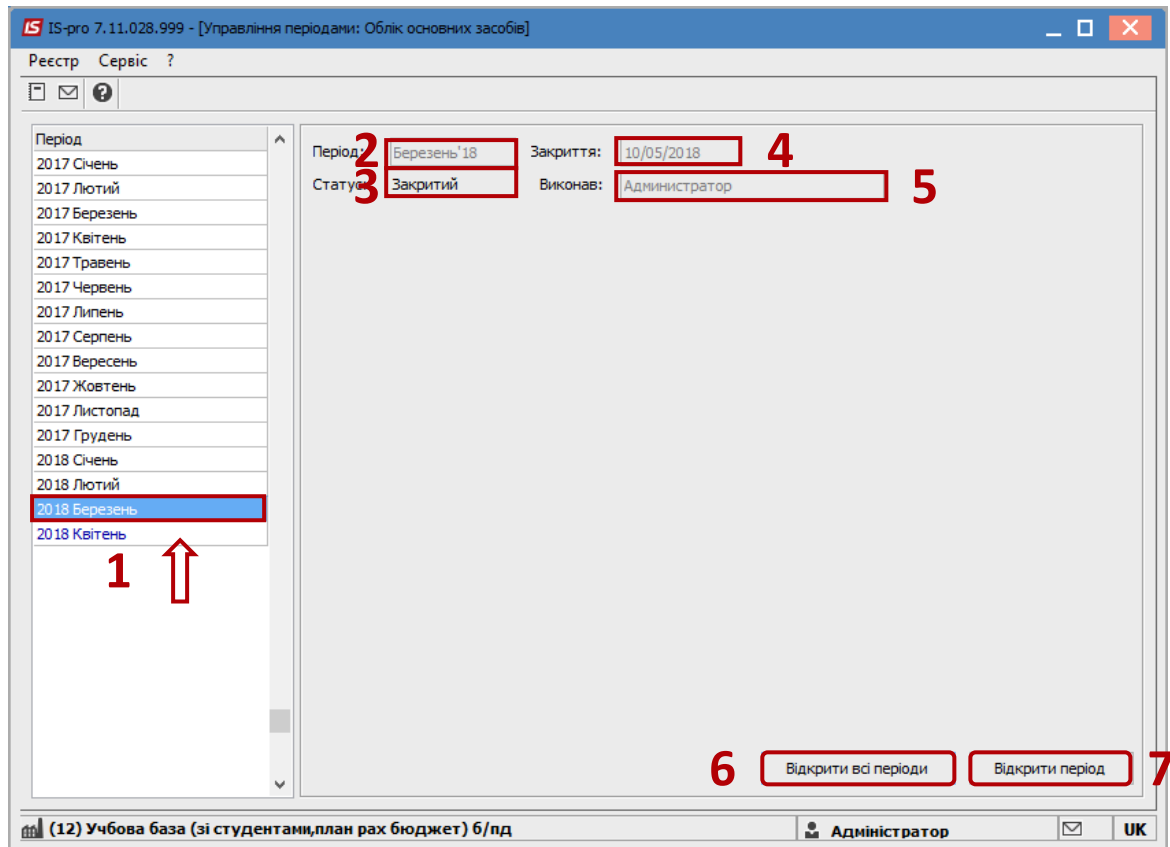 IS-pro 7.11.028.999 - [Управління періодами: Облік основних засобів]
Реєстр Сервіс ?
Період
2017 Січень
2017 Лютий
2017 Березень
2017 Квітень
2017 Травень
2017 Червень
2017 Липень
2017 Серпень
2017 Вересень
2017 Жовтень
2017 Листопад
2017 Грудень
2018 Січень
2018 Лютий
2018 Березень
2018 Квітень
1
Період: 2 Березень'18 Закриття: 10/05/2018 4
Статус: 3 Закритий Виконав: Администратор 5
6 Відкрити всі періоди Відкрити період 7
(12) Учбова база (зі студентами,план рах бюджет) б/пд Адміністратор UK